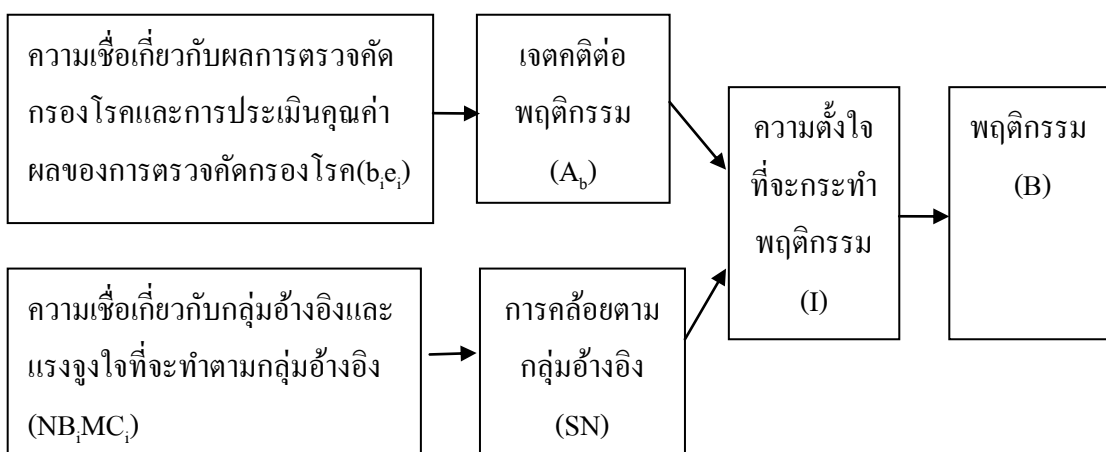 ความเชื่อเกี่ยวกับผลการตรวจคัด
กรองโรคและการประเมินคุณค่า
ผลของการตรวจคัดกรองโรค(bᵢeᵢ)
เจตคติต่อ
พฤติกรรม
(A_b)
ความเชื่อเกี่ยวกับกลุ่มอ้างอิงและ
แรงจูงใจที่จะทำตามกลุ่มอ้างอิง
(NBᵢMCᵢ)
การคล้อยตาม
กลุ่มอ้างอิง
(SN)
ความตั้งใจ
ที่จะกระทำ
พฤติกรรม
(I)
พฤติกรรม
(B)